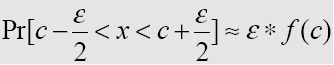 Pr[c − ε/2 < x < c + ε/2] ≈ ε * f(c)